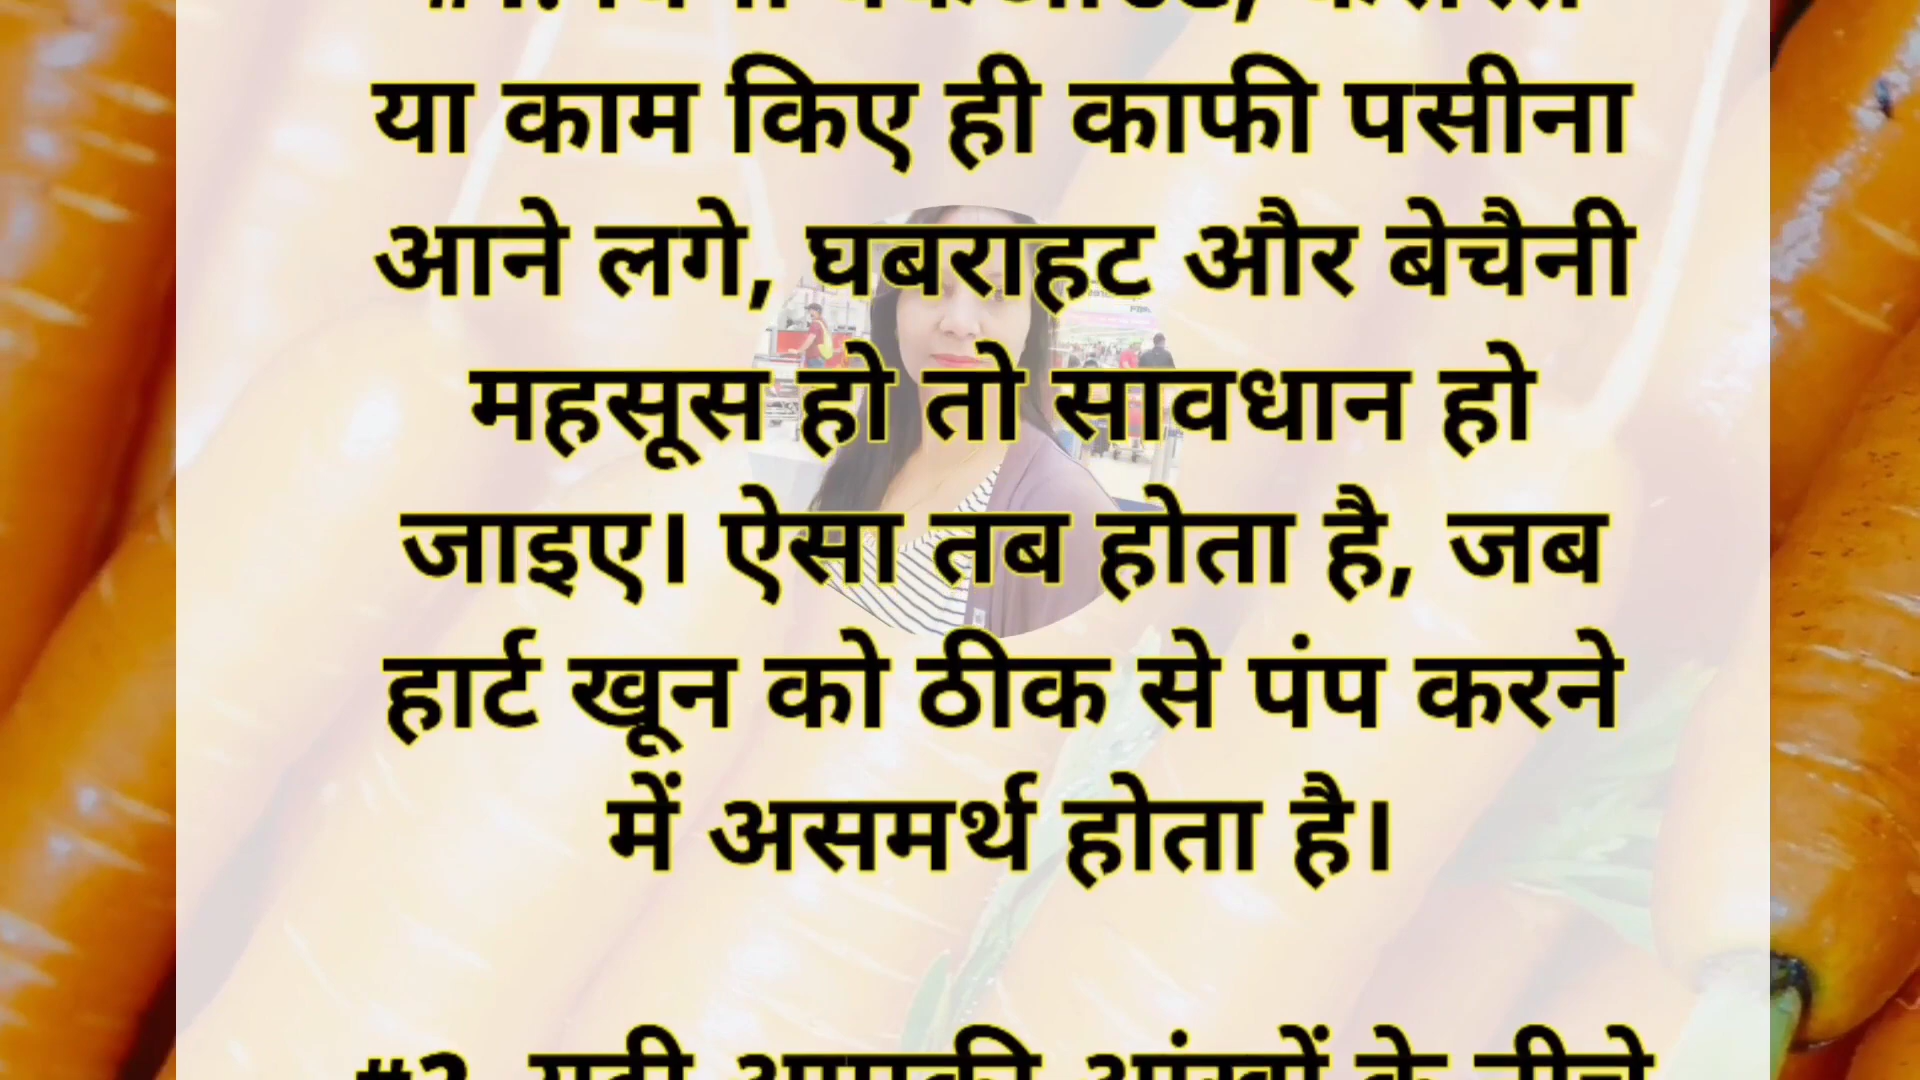 या काम किए ही काफी पसीना
आने लगे, घबराहट और बेचैनी
महसूस हो तो सावधान हो
जाइए। ऐसा तब होता है, जब
हार्ट खून को ठीक से पंप करने
में असमर्थ होता है।